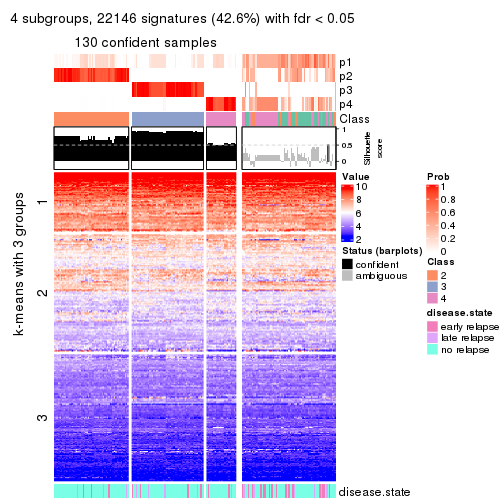 4 subgroups, 22146 signatures (42.6%) with fdr < 0.05
130 confident samples
p1
p2
p3
p4
Class
1
0.5
0
Silhouette
score
k-means with 3 groups
1
2
3
disease.state
Value
10
8
6
4
2
Status (barplots)
confident
ambiguous
Prob
1
0.8
0.6
0.4
0.2
0
Class
2
3
4
disease.state
early relapse
late relapse
no relapse